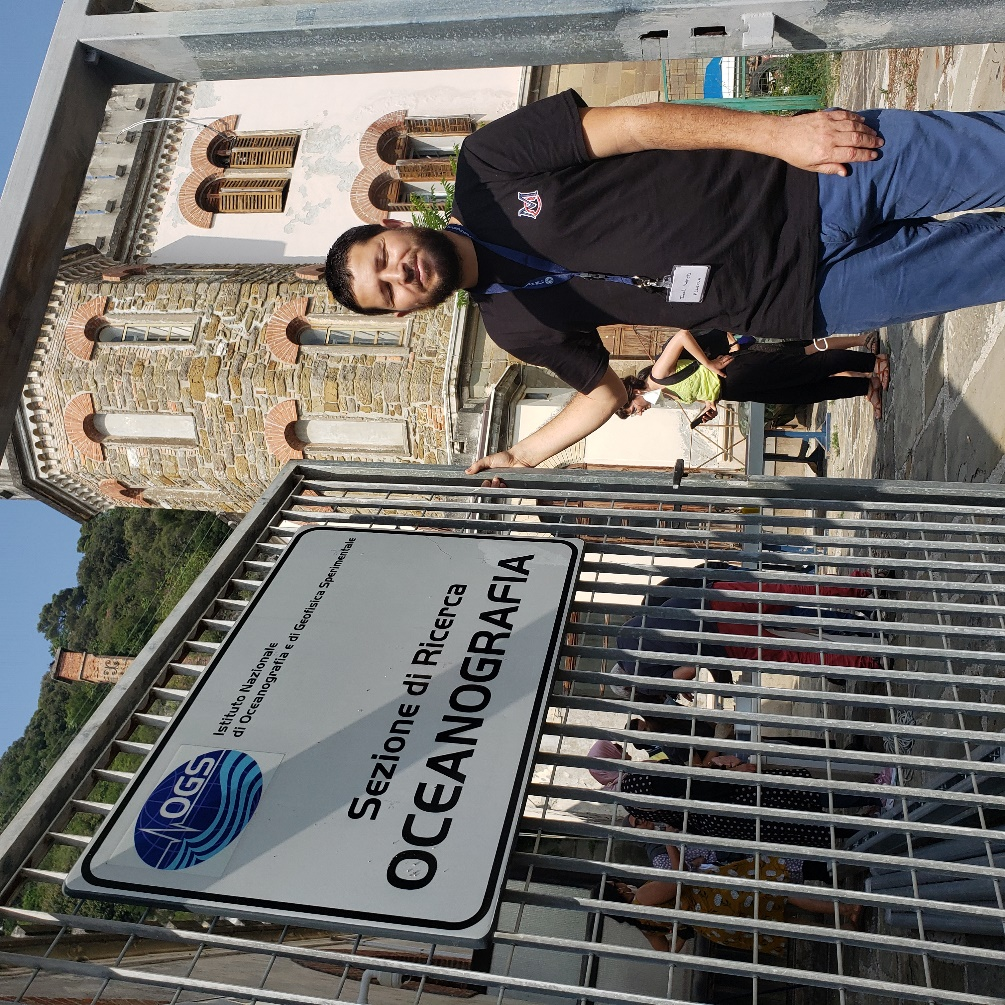 OGS
Istituto Nazionale
di Oceanografia e di Geofisica Sperimentale
Sezione di Ricerca
OCEANOGRAFIA